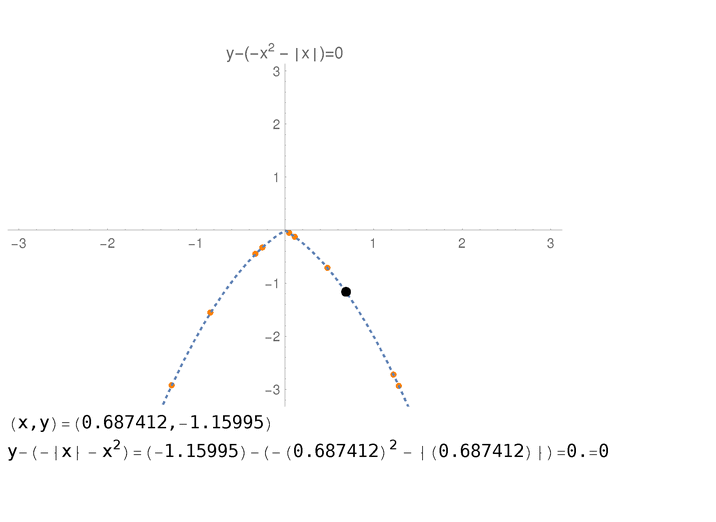 y−(−x² − |x|)=0
3
2
1
−3 −2 −1 1 2 3
−1
−2
−3
(x,y)=(0.687412,−1.15995)
y−(−|x| − x²)=(−1.15995)−(−(0.687412)² − |(0.687412)|)=0.=0